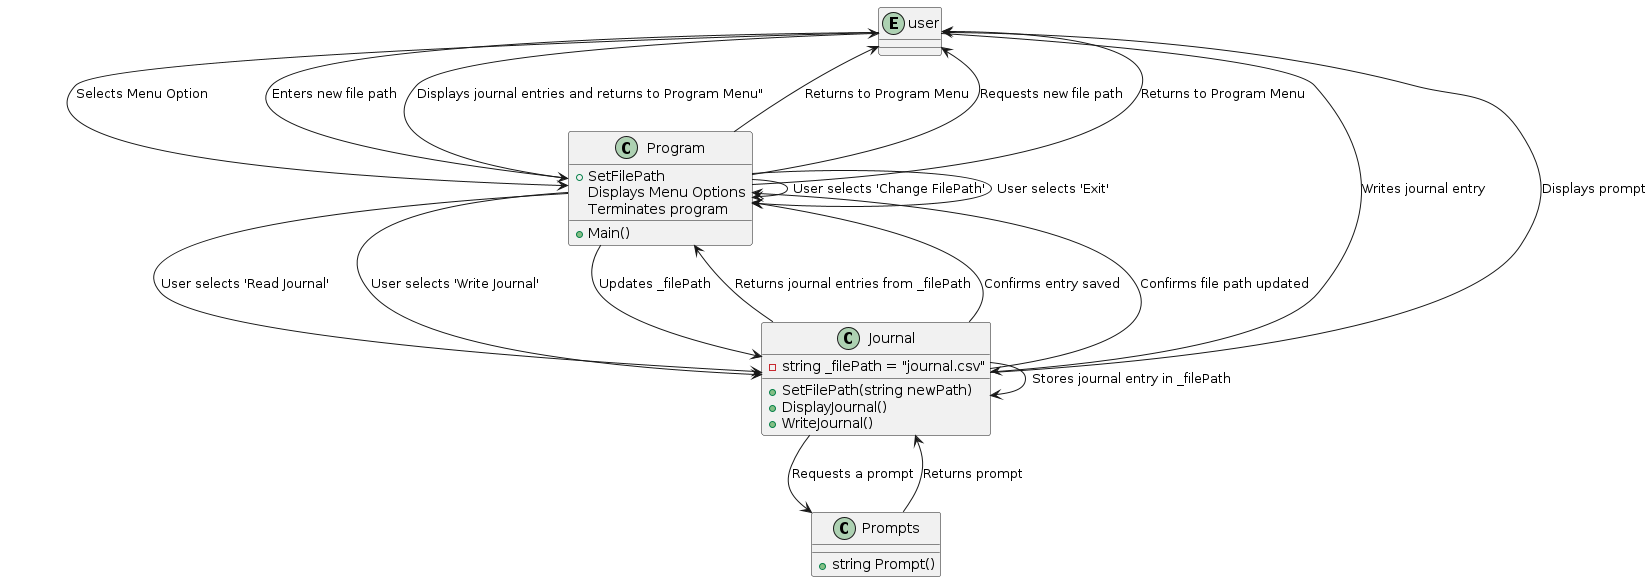 E user
Selects Menu Option
Enters new file path
Displays journal entries and returns to Program Menu"
Returns to Program Menu
Requests new file path
Returns to Program Menu
Writes journal entry
Displays prompt
C Program
SetFilePath
Displays Menu Options
Terminates program
Main()
User selects 'Change FilePath'
User selects 'Exit'
User selects 'Read Journal'
User selects 'Write Journal'
Updates _filePath
Returns journal entries from _filePath
Confirms entry saved
Confirms file path updated
C Journal
string _filePath = "journal.csv"
SetFilePath(string newPath)
DisplayJournal()
WriteJournal()
Stores journal entry in _filePath
Requests a prompt
Returns prompt
C Prompts
string Prompt()